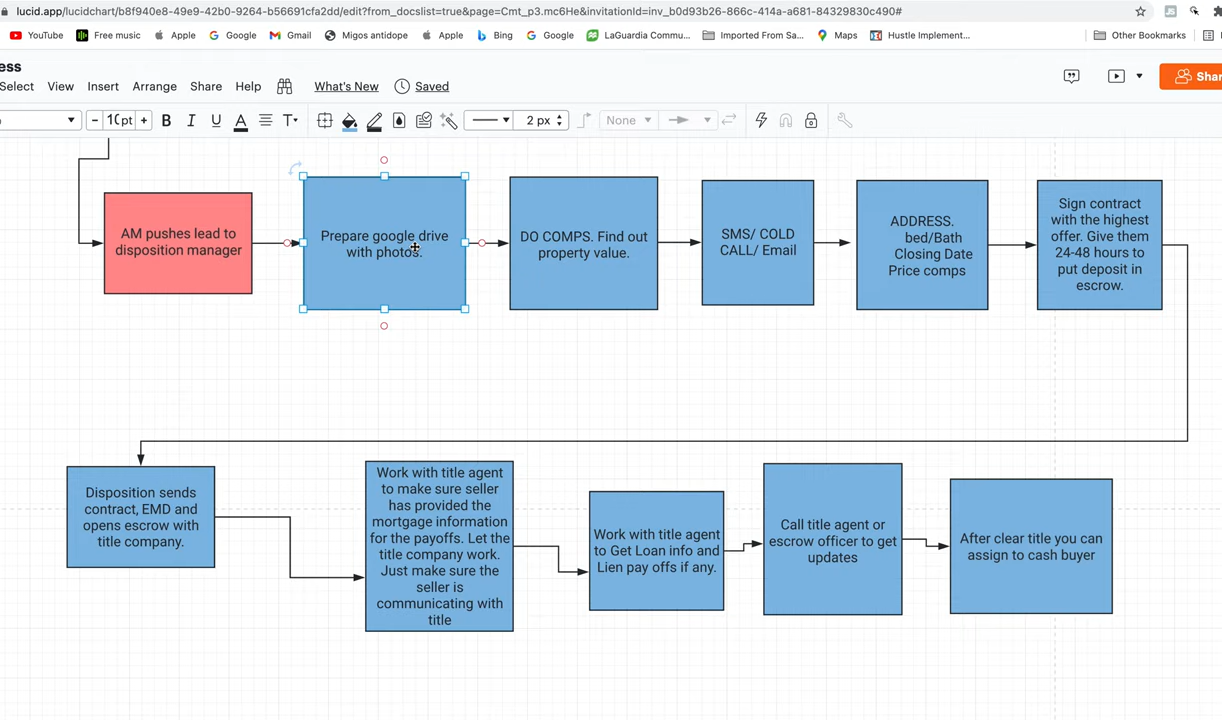 lucid.app/lucidchart/b8f940e8-49e9-42b0-9264-b56691cfa2dd/edit?from_docslist=true&page=Cmt_p3.mc6He&invitationId=inv_b0d93b26-866c-414a-a681-84329830c490#
YouTube Free music Apple Google Gmail Migos antidope Apple Bing Google LaGuardia Commu... Imported From Sa... Maps Hustle Implement... Other Bookmarks
ess
Select View Insert Arrange Share Help What's New Saved
Shar
10 pt + B I U A T 2 px None
AM pushes lead to
disposition manager
Prepare google drive
with photos.
DO COMPS. Find out
property value.
SMS/ COLD
CALL/ Email
ADDRESS.
bed/Bath
Closing Date
Price comps
Sign contract
with the highest
offer. Give them
24-48 hours to
put deposit in
escrow.
Disposition sends
contract, EMD and
opens escrow with
title company.
Work with title agent
to make sure seller
has provided the
mortgage information
for the payoffs. Let the
title company work.
Just make sure the
seller is
communicating with
title
Work with title agent
to Get Loan info and
Lien pay offs if any.
Call title agent or
escrow officer to get
updates
After clear title you can
assign to cash buyer